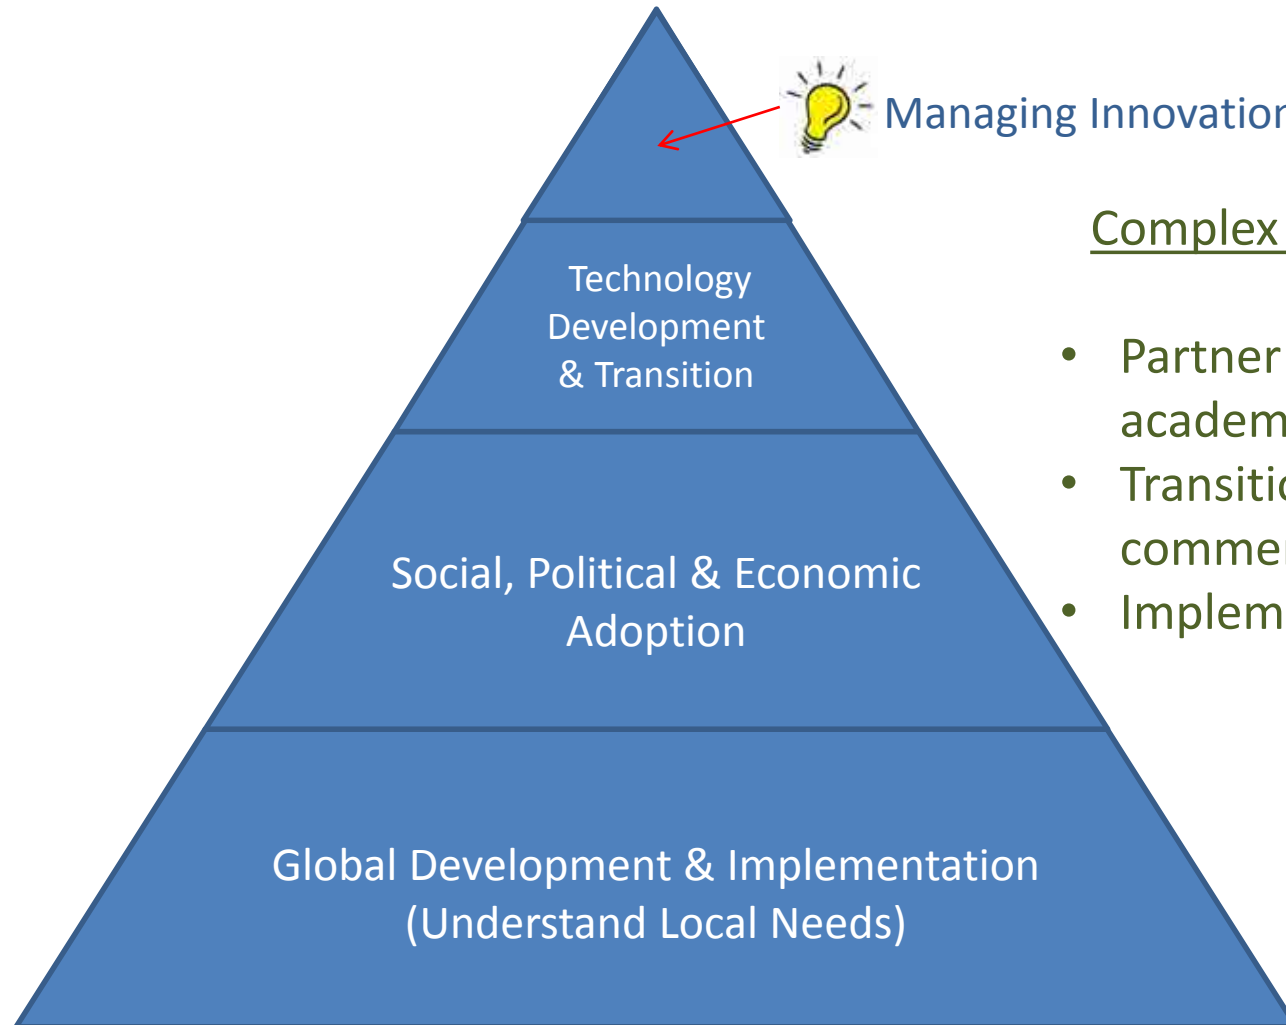 Managing Innovation
Technology
Development
& Transition
Complex
• Partner
academ
• Transitio
commer
• Implem
Social, Political & Economic
Adoption
Global Development & Implementation
(Understand Local Needs)